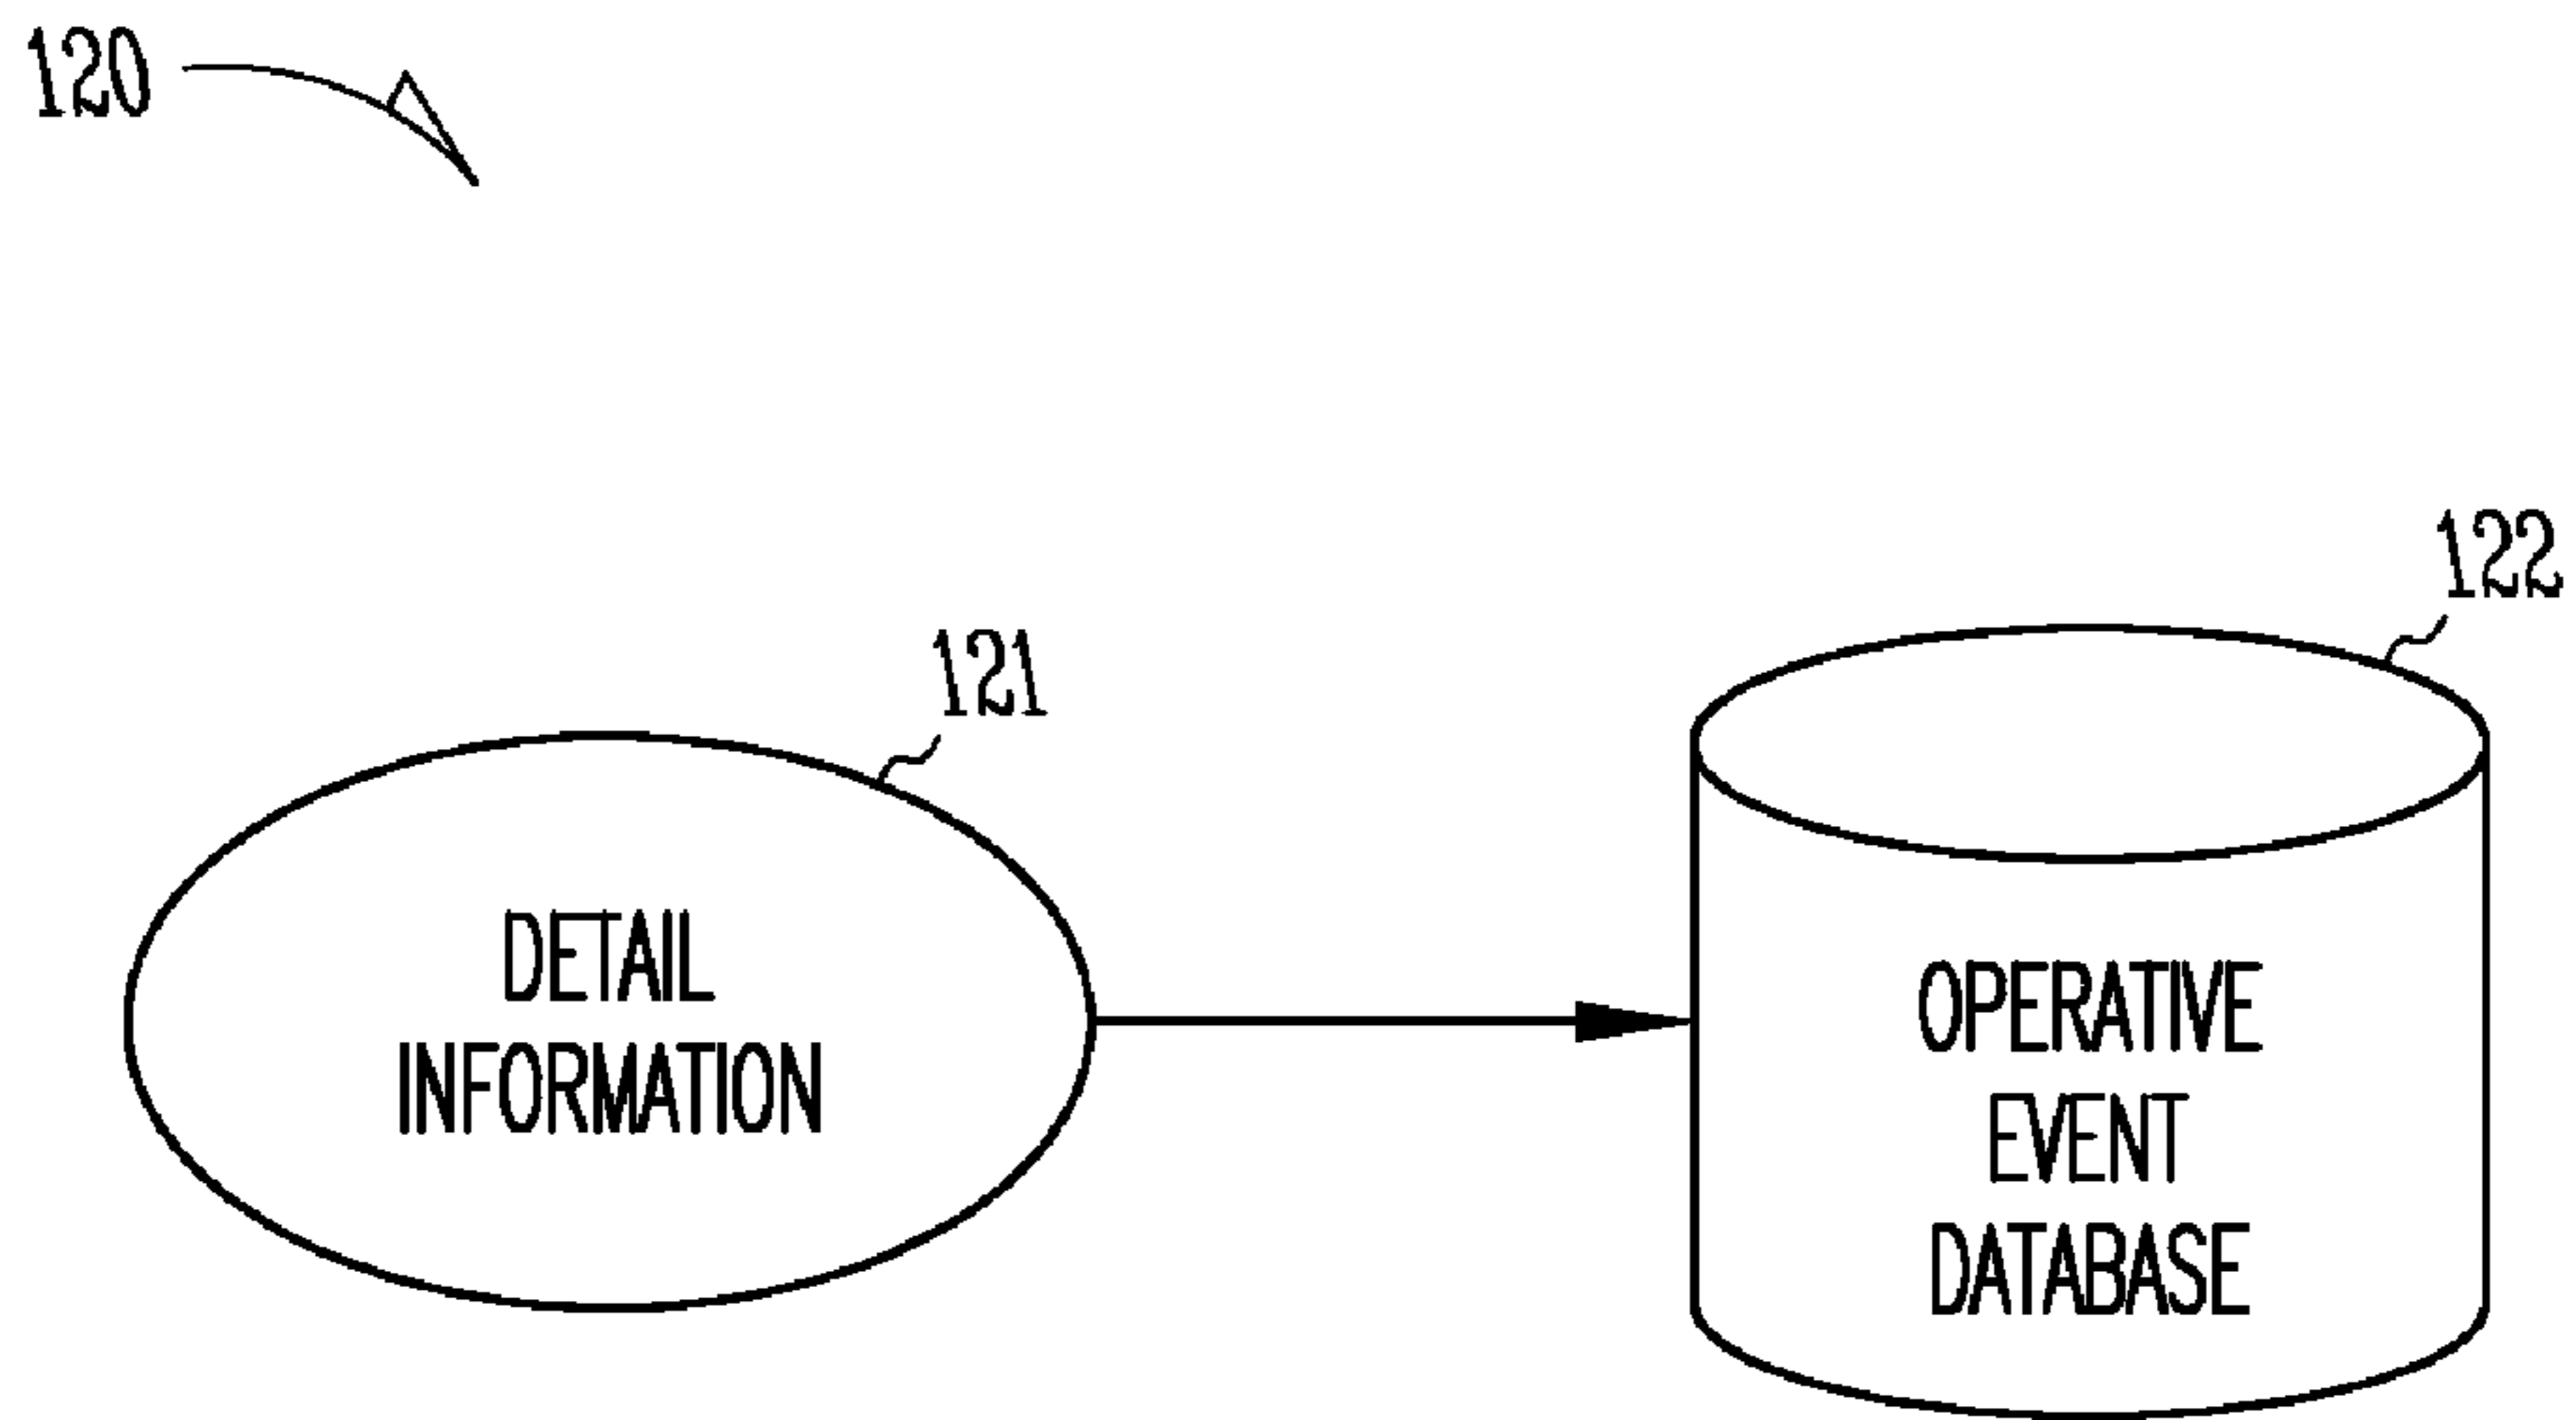 120
122
121
DETAIL
INFORMATION
OPERATIVE
EVENT
DATABASE